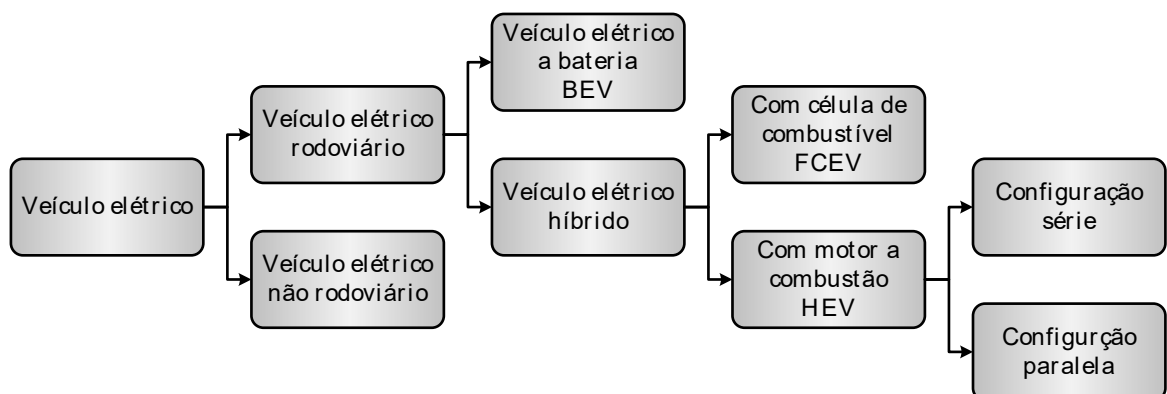 Veículo elétrico
Veículo elétrico
rodoviário
Veículo elétrico
não rodoviário
Veículo elétrico
a bateria
BEV
Veículo elétrico
híbrido
Com célula de
combustível
FCEV
Com motor a
combustão
HEV
Configuração
série
Configurção
paralela